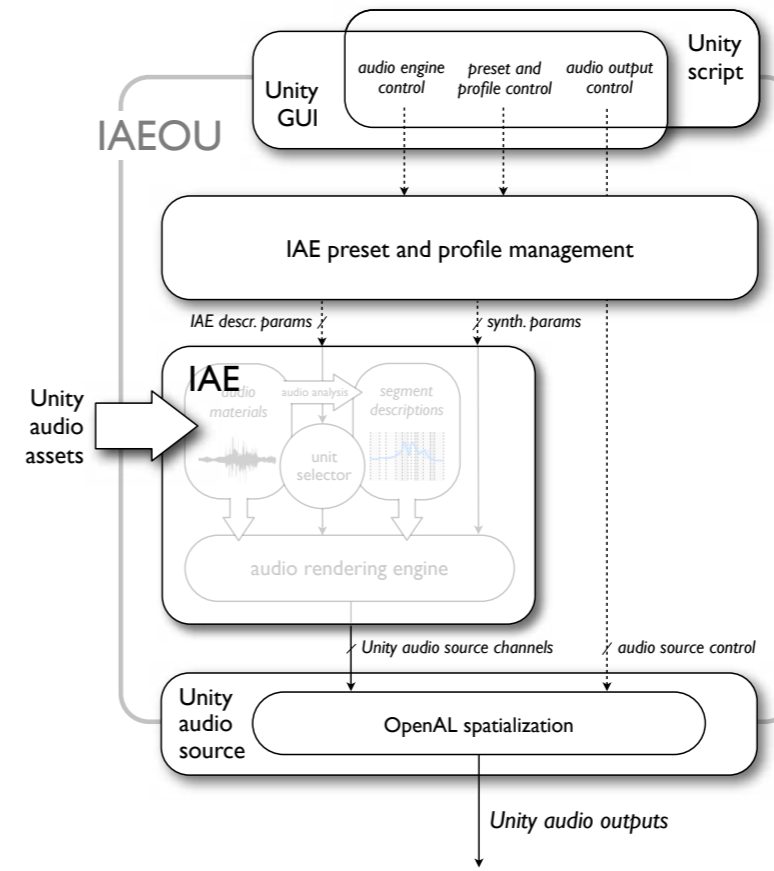 Unity
script
audio engine
control
preset and
profile control
audio output
control
Unity
GUI
IAEOU
IAE preset and profile management
IAE descr. params
synth. params
IAE
audio
materials
audio analysis
segment
descriptions
Unity
audio
assets
unit
selector
audio rendering engine
Unity audio source channels
audio source control
Unity
audio
source
OpenAL spatialization
Unity audio outputs